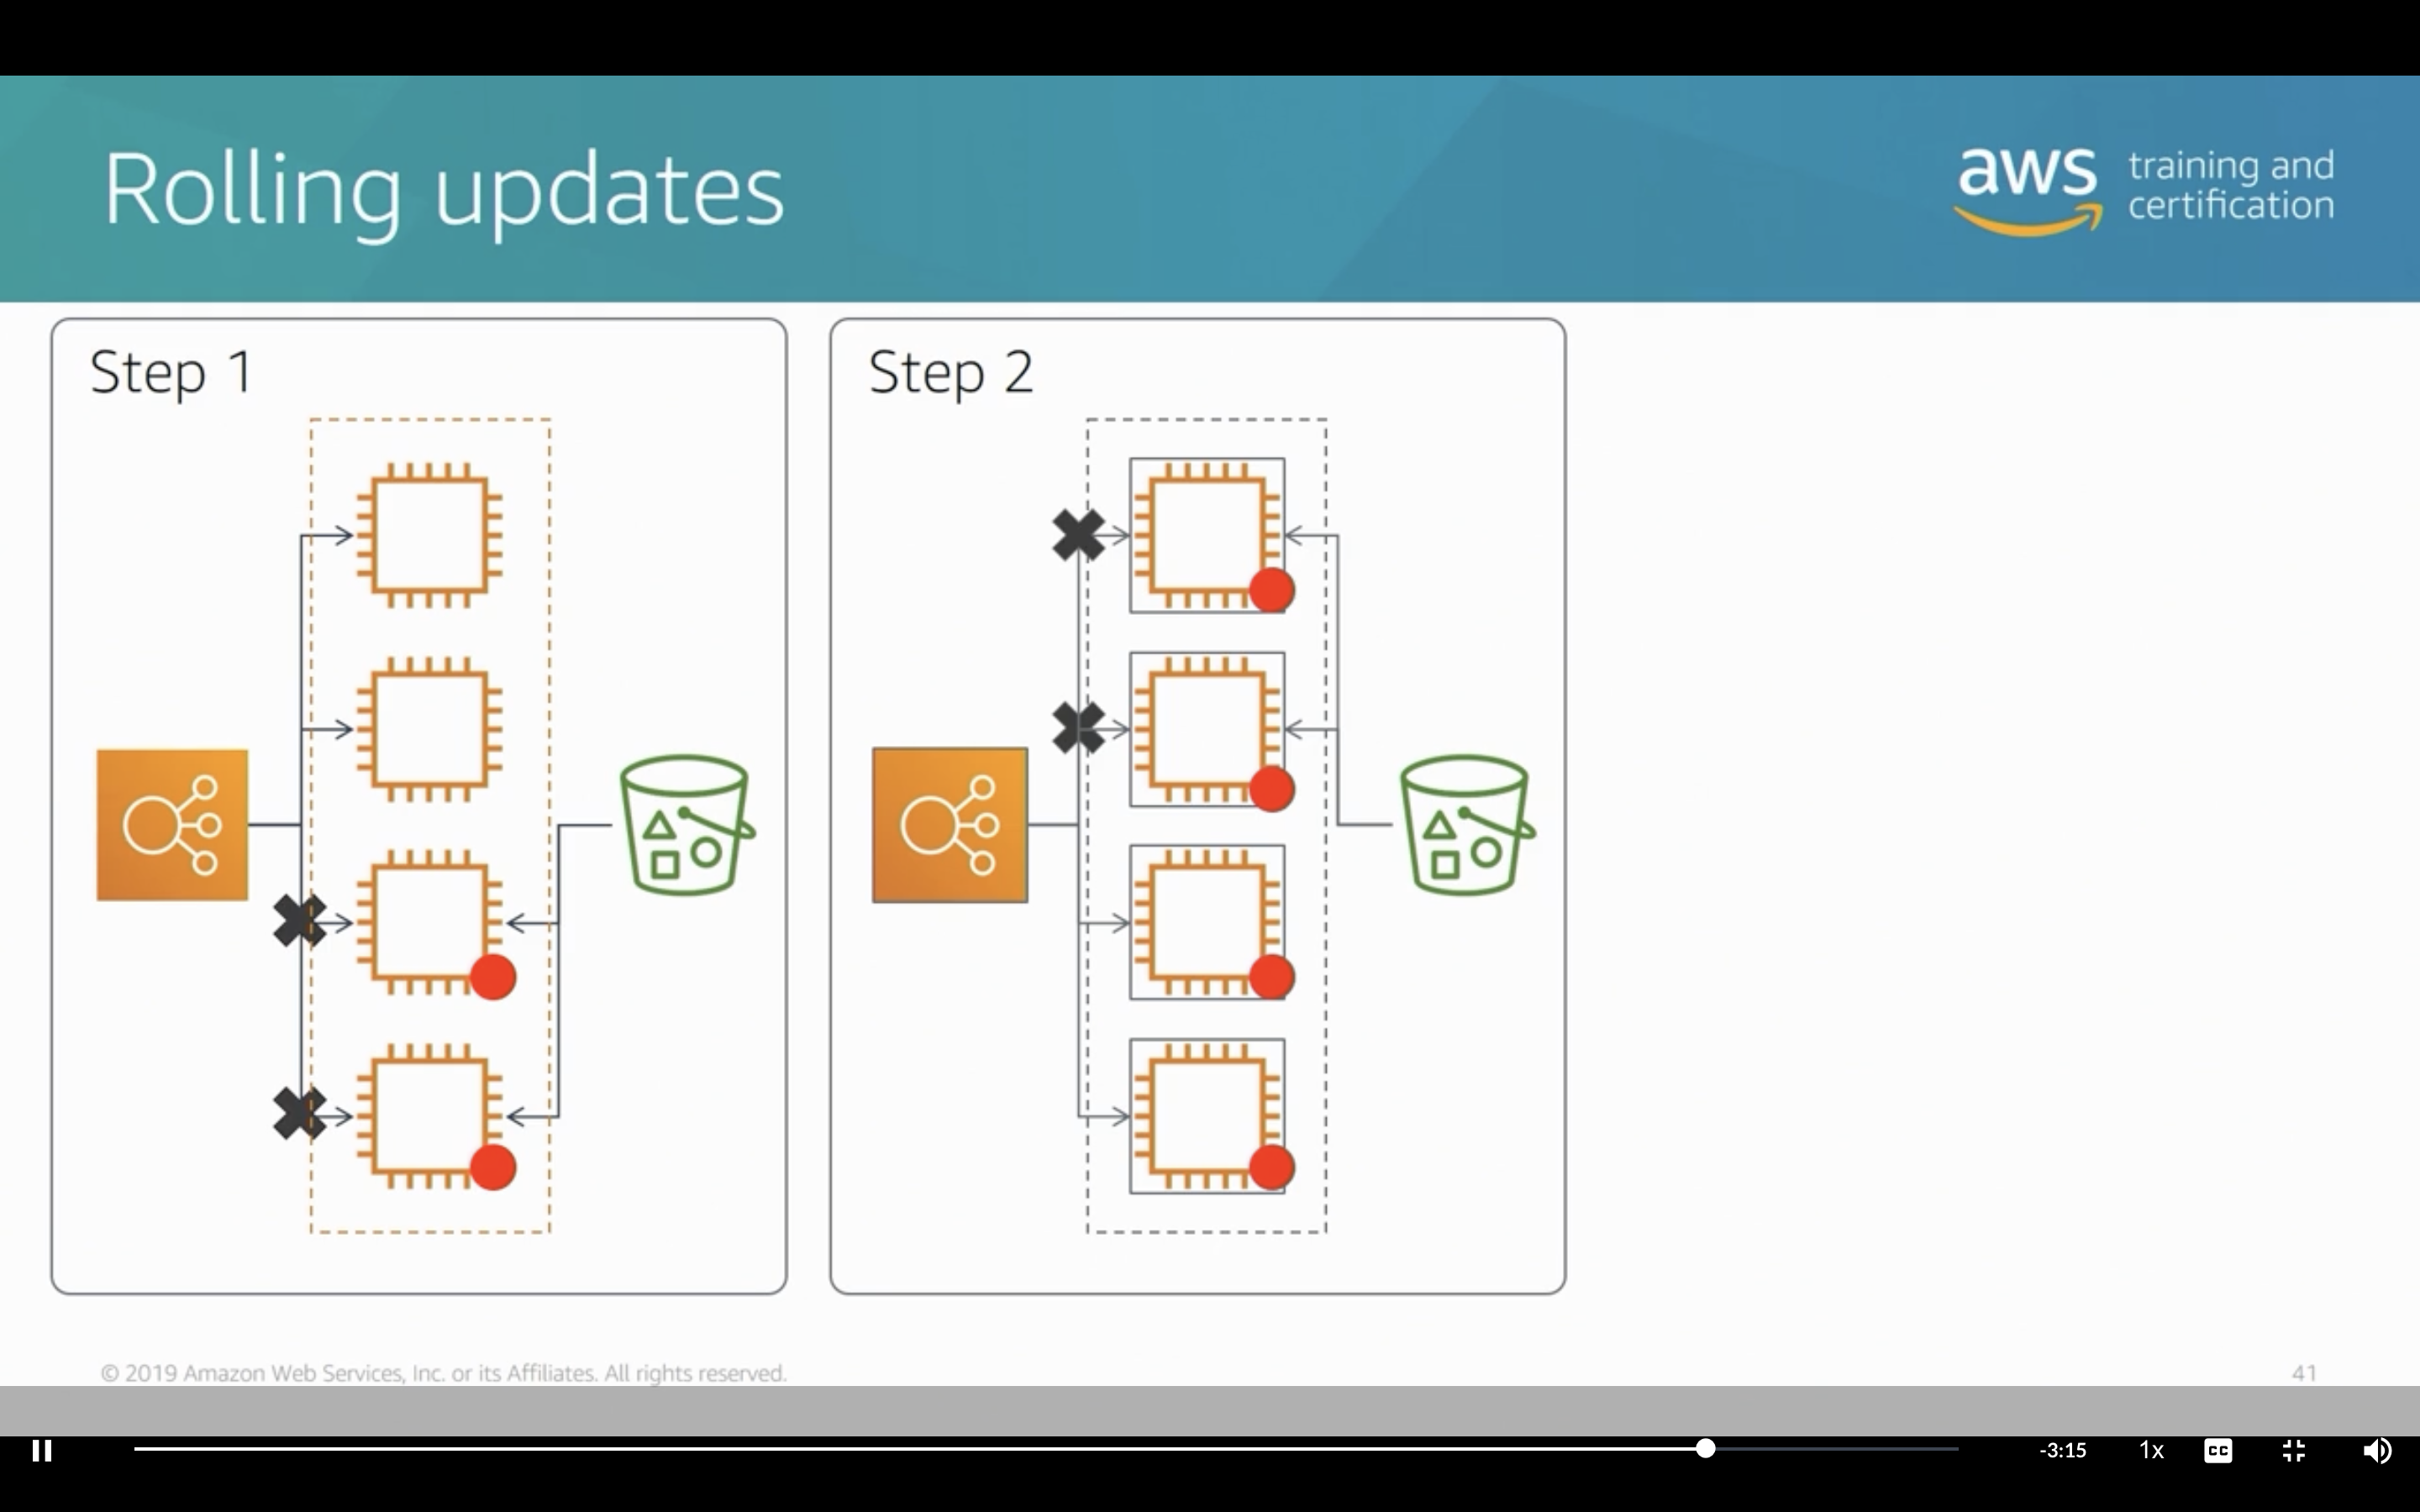 Rolling updates
aws training and
certification
Step 1
Step 2
© 2019 Amazon Web Services, Inc. or its Affiliates. All rights reserved.
41
-3:15
1x
CC